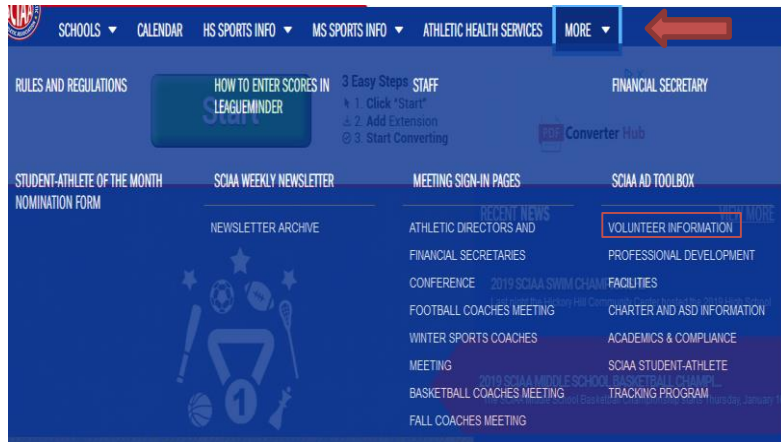 SCIAA
SCHOOLS CALENDAR HS SPORTS INFO MS SPORTS INFO ATHLETIC HEALTH SERVICES MORE
RULES AND REGULATIONS
HOW TO ENTER SCORES IN
LEAGUEMINDER
STAFF
FINANCIAL SECRETARY
Start
3 Easy Steps
1. Click "Start"
2. Add Extension
3. Start Converting
PDF Converter Hub
STUDENT-ATHLETE OF THE MONTH
NOMINATION FORM
SCIAA WEEKLY NEWSLETTER
NEWSLETTER ARCHIVE
MEETING SIGN-IN PAGES
ATHLETIC DIRECTORS AND
FINANCIAL SECRETARIES
CONFERENCE
FOOTBALL COACHES MEETING
WINTER SPORTS COACHES
MEETING
BASKETBALL COACHES MEETING
FALL COACHES MEETING
SCIAA AD TOOLBOX
VOLUNTEER INFORMATION
PROFESSIONAL DEVELOPMENT
FACILITIES
CHARTER AND ASD INFORMATION
ACADEMICS & COMPLIANCE
SCIAA STUDENT-ATHLETE
TRACKING PROGRAM
RECENT NEWS
VIEW MORE
2019 SCIAA SWIM
2019 SCIAA MIDDLE SCHOOL BASKETBALL CHAMPI...
1